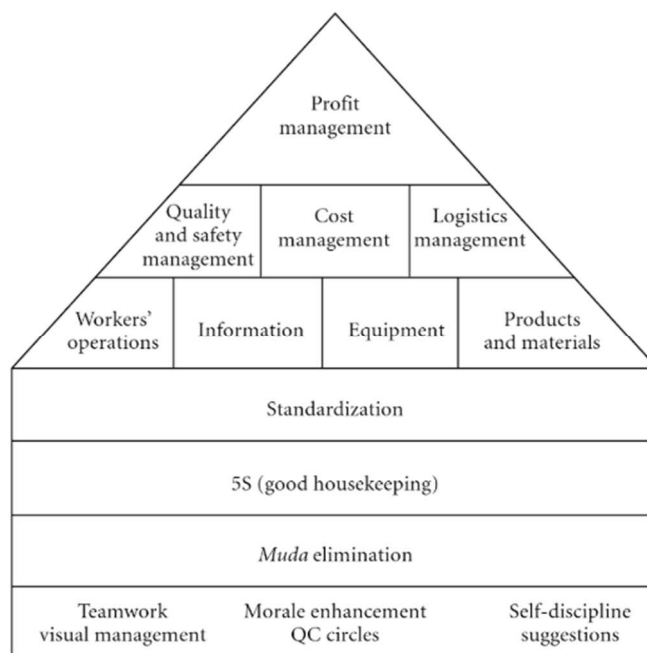 Profit
management
Quality
and safety
management
Cost
management
Logistics
management
Workers'
operations
Information
Equipment
Products
and materials
Standardization
5S (good housekeeping)
Muda elimination
Teamwork
visual management
Morale enhancement
QC circles
Self-discipline
suggestions